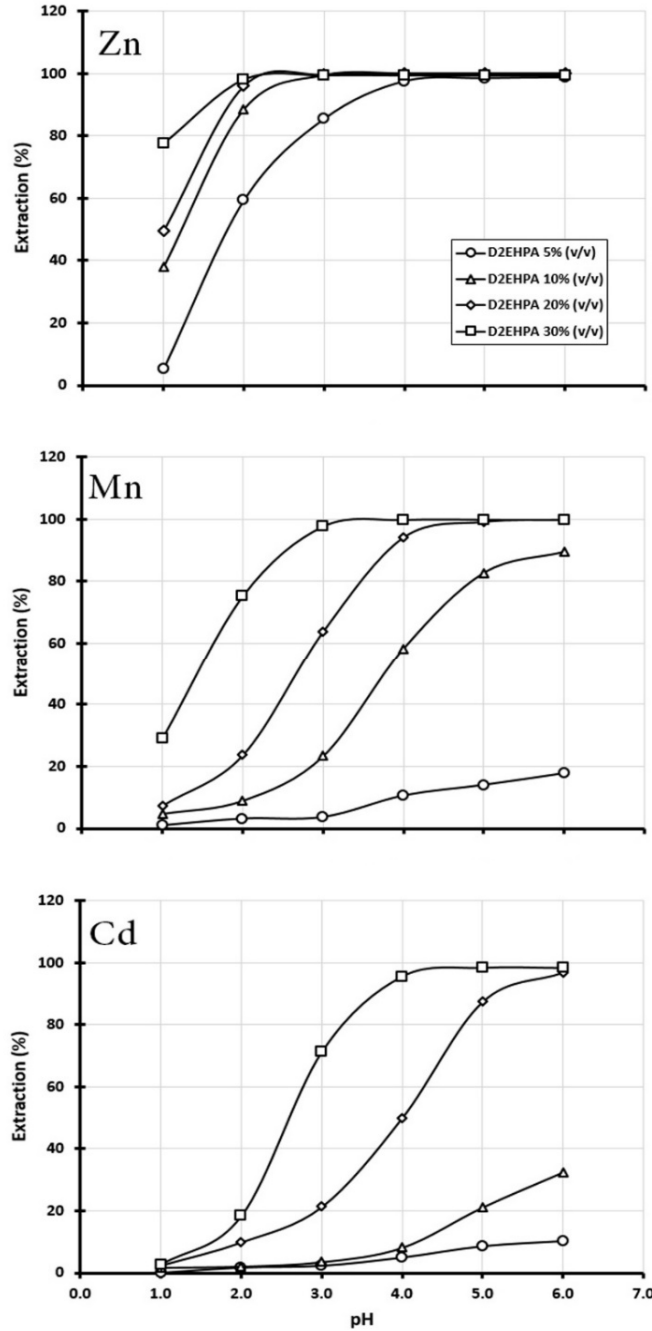 Zn
120
100
80
60
40
20
0
Extraction (%)
D2EHPA 5% (v/v)
D2EHPA 10% (v/v)
D2EHPA 20% (v/v)
D2EHPA 30% (v/v)
Mn
120
100
80
60
40
20
0
Extraction (%)
Cd
120
100
80
60
40
20
0
Extraction (%)
0.0 1.0 2.0 3.0 4.0 5.0 6.0 7.0
pH